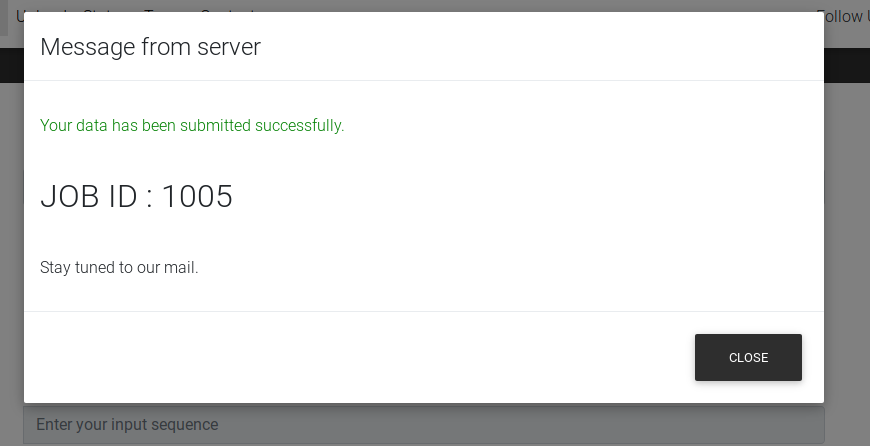 Follow
Message from server
Your data has been submitted successfully.
JOB ID : 1005
Stay tuned to our mail.
CLOSE
Enter your input sequence